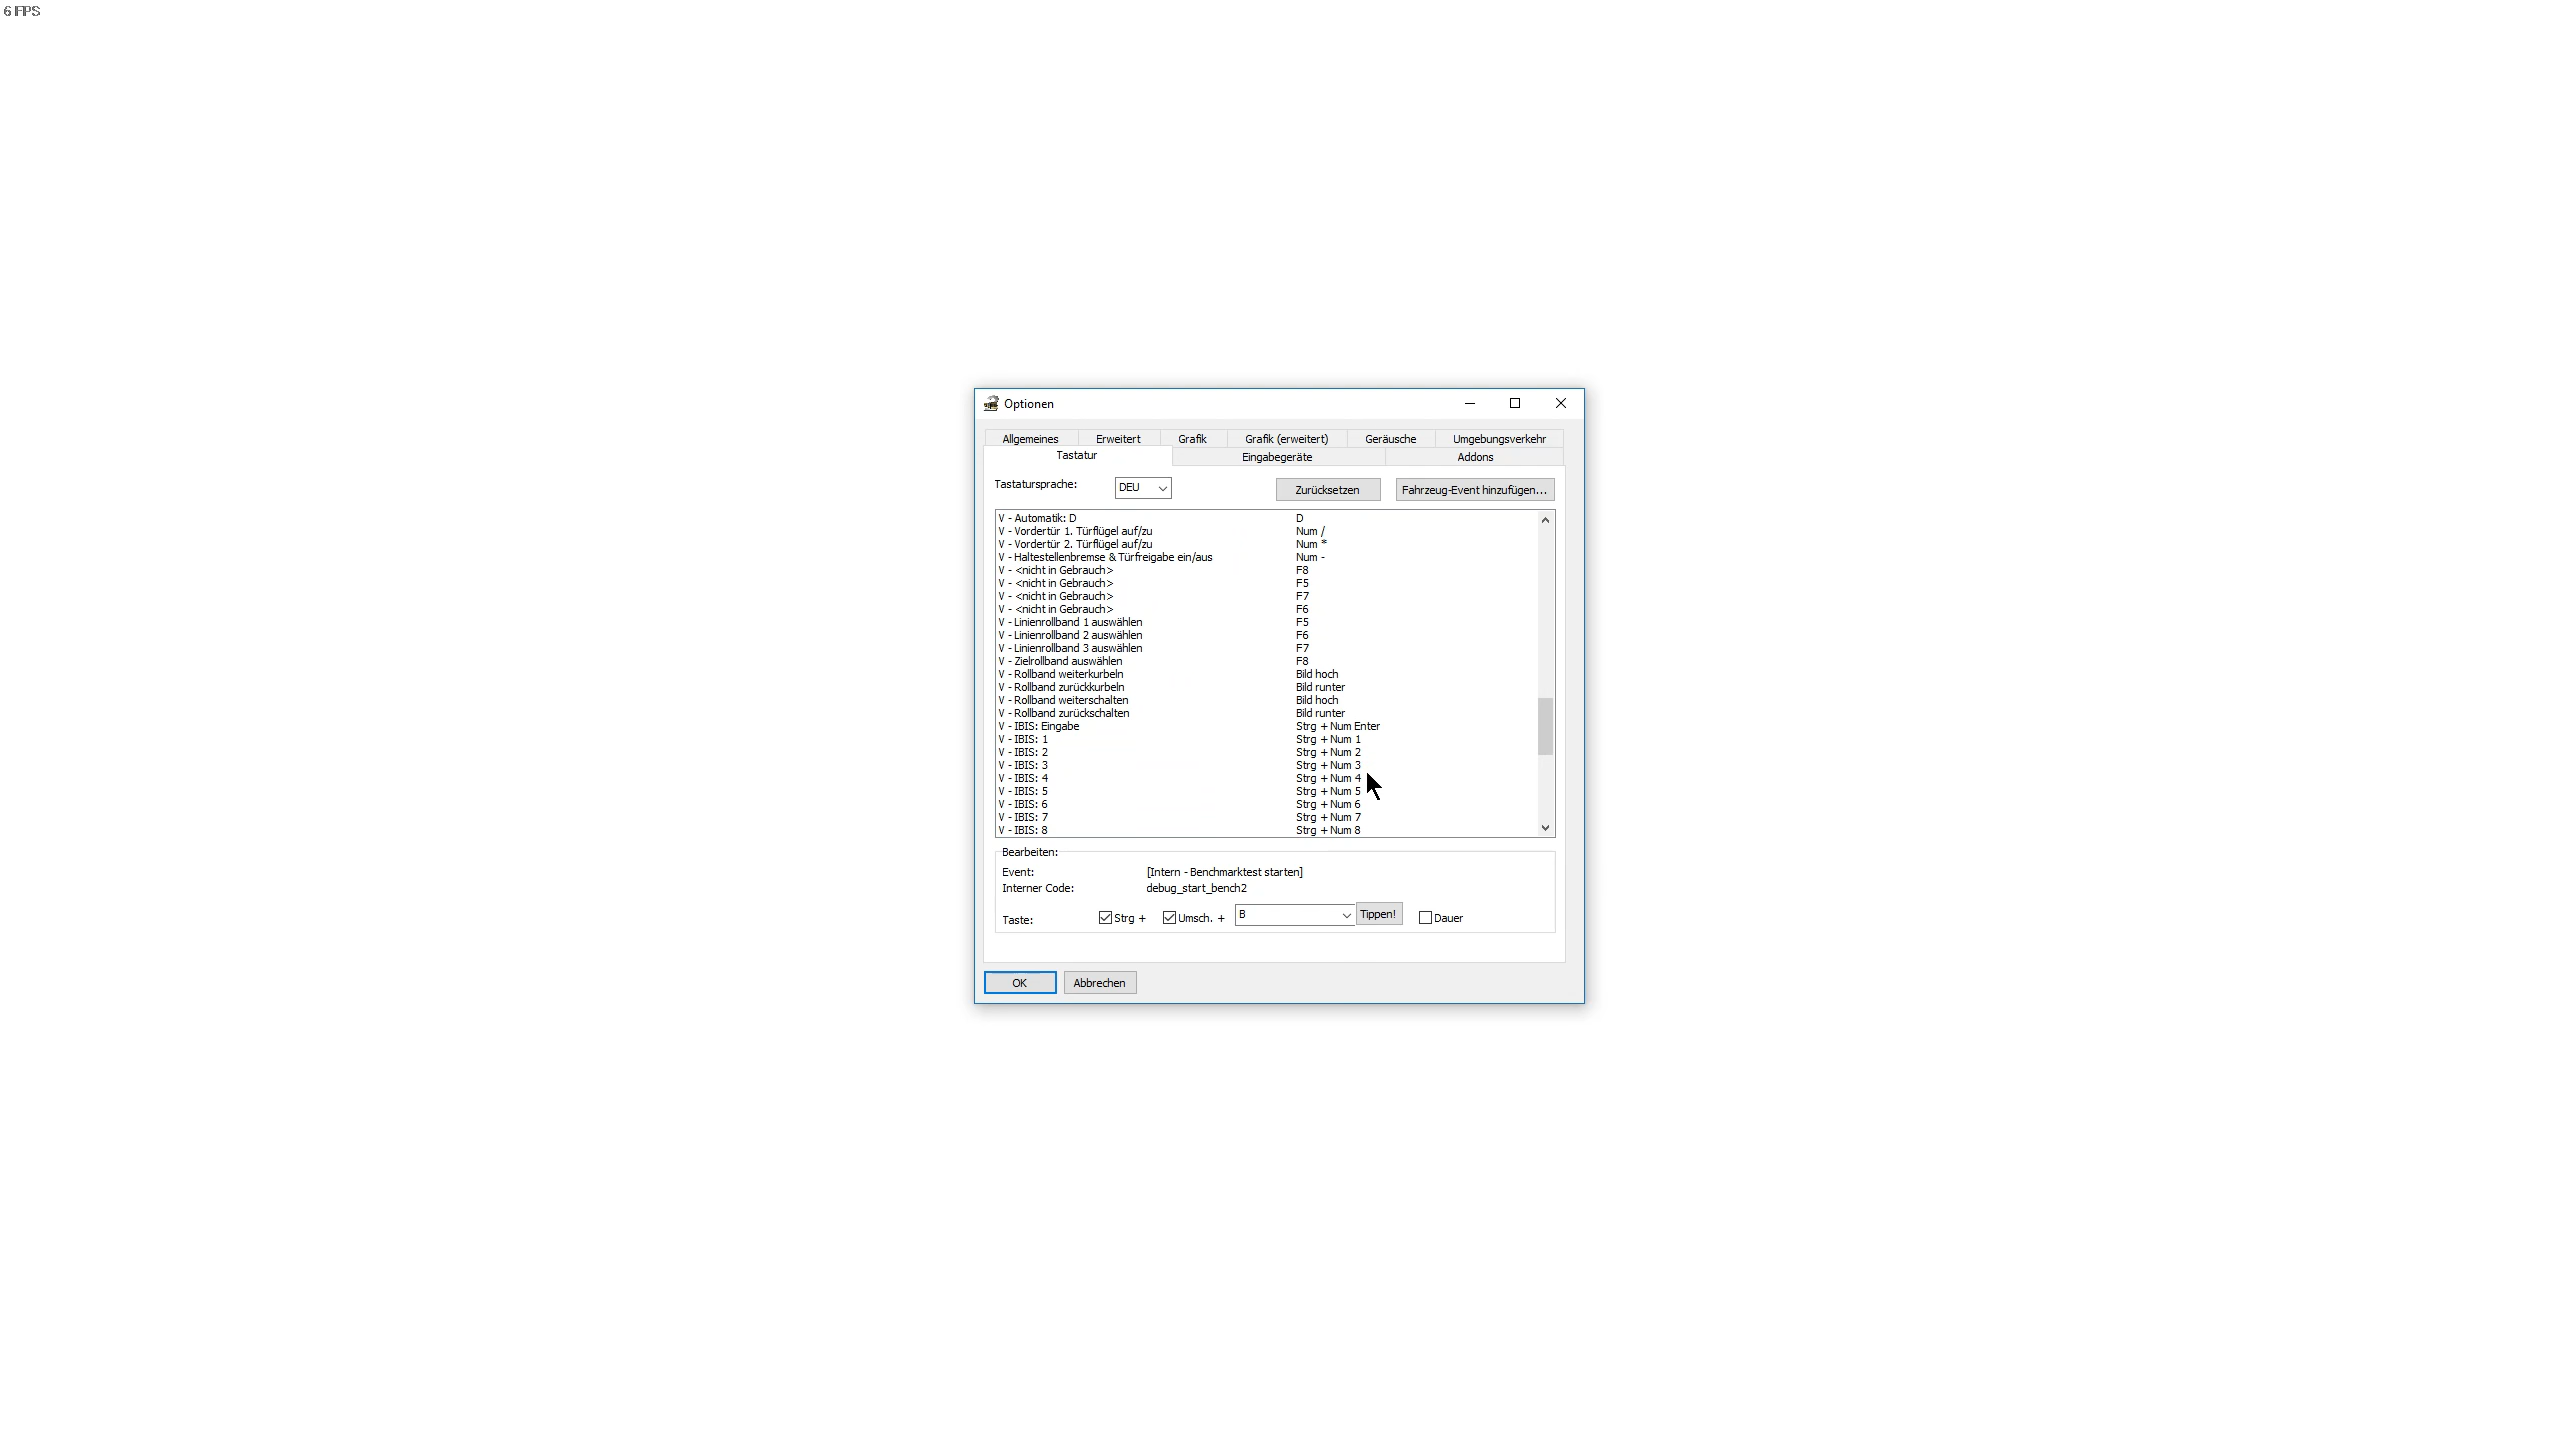 6 FPS
Optionen
Allgemeines Erweitert Grafik Grafik (erweitert) Geräusche Umgebungsverkehr
Tastatur Eingabegeräte Addons
Tastatursprache: DEU Zurücksetzen Fahrzeug-Event hinzufügen...
V - Automatik: D D
V - Vordertür 1. Türflügel auf/zu Num /
V - Vordertür 2. Türflügel auf/zu Num *
V - Haltestellenbremse & Türfreigabe ein/aus Num -
V - <nicht in Gebrauch> F8
V - <nicht in Gebrauch> F5
V - <nicht in Gebrauch> F7
V - <nicht in Gebrauch> F6
V - Linienrollband 1 auswählen F5
V - Linienrollband 2 auswählen F6
V - Linienrollband 3 auswählen F7
V - Zielrollband auswählen F8
V - Rollband weiterkurbeln Bild hoch
V - Rollband zurückkurbeln Bild runter
V - Rollband weiterschalten Bild hoch
V - Rollband zurückschalten Bild runter
V - IBIS: Eingabe Strg + Num Enter
V - IBIS: 1 Strg + Num 1
V - IBIS: 2 Strg + Num 2
V - IBIS: 3 Strg + Num 3
V - IBIS: 4 Strg + Num 4
V - IBIS: 5 Strg + Num 5
V - IBIS: 6 Strg + Num 6
V - IBIS: 7 Strg + Num 7
V - IBIS: 8 Strg + Num 8
Bearbeiten:
Event: [Intern - Benchmarktest starten]
Interner Code: debug_start_bench2
Taste: Strg + Umsch. + B Tippen! Dauer
OK Abbrechen